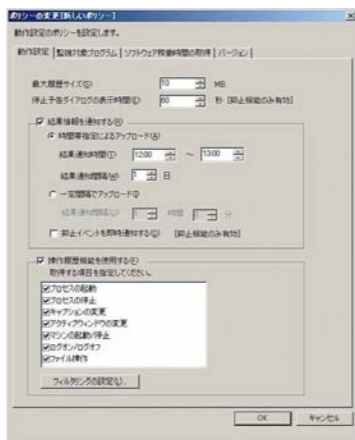 ポリシーの変更[新しいポリシー]
動作設定のポリシーを設定します。
動作設定 監視対象プログラム ソフトウェア稼働時間の取得 バージョン
最大履歴サイズ(S) 10 MB
停止予告ダイアログの表示時間(E) 60 秒 [抑止機能のみ有効]
結果情報を通知する(R)
時間帯指定によるアップロード(A)
結果通知時間(T) 12:00 ～ 13:00
結果通知間隔(W) 1 日
一定間隔でアップロード(I)
結果通知間隔(U) 1 時間 分
抑止イベントを即時通知する(Q) [抑止機能のみ有効]
操作履歴機能を使用する(F)
取得する項目を指定してください。
プロセスの起動
プロセスの停止
キャプションの変更
アクティブウィンドウの変更
マシンの起動/停止
ログオン/ログオフ
ファイル操作
フィルタリングの設定(L)...
OK キャンセル